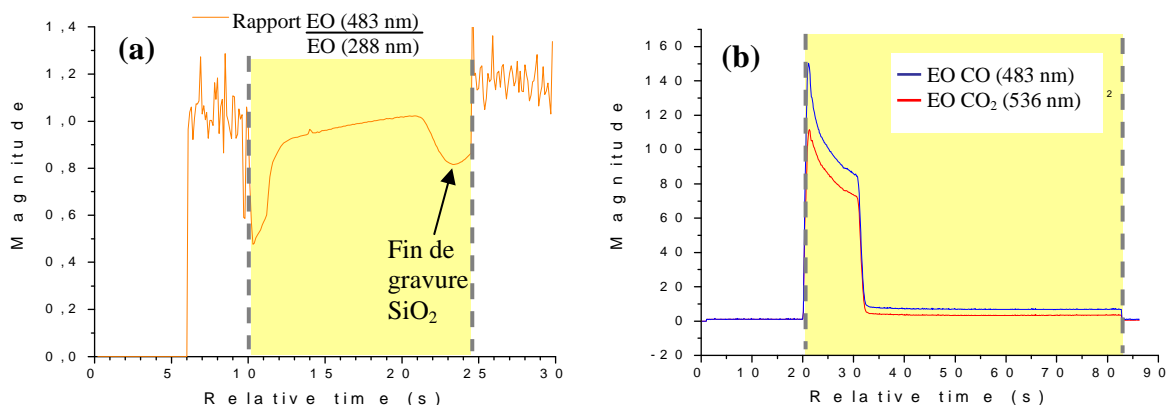 (a)
Rapport EO (483 nm)
EO (288 nm)
1,4
1,2
1,0
0,8
0,6
0,4
0,2
0,0
Magnitude
Fin de
gravure
SiO₂
0 5 10 15 20 25 30
Relative time (s)
(b)
EO CO (483 nm)
EO CO₂ (536 nm)
2
160
140
120
100
80
60
40
20
0
-20
Magnitude
0 10 20 30 40 50 60 70 80 90
Relative time (s)